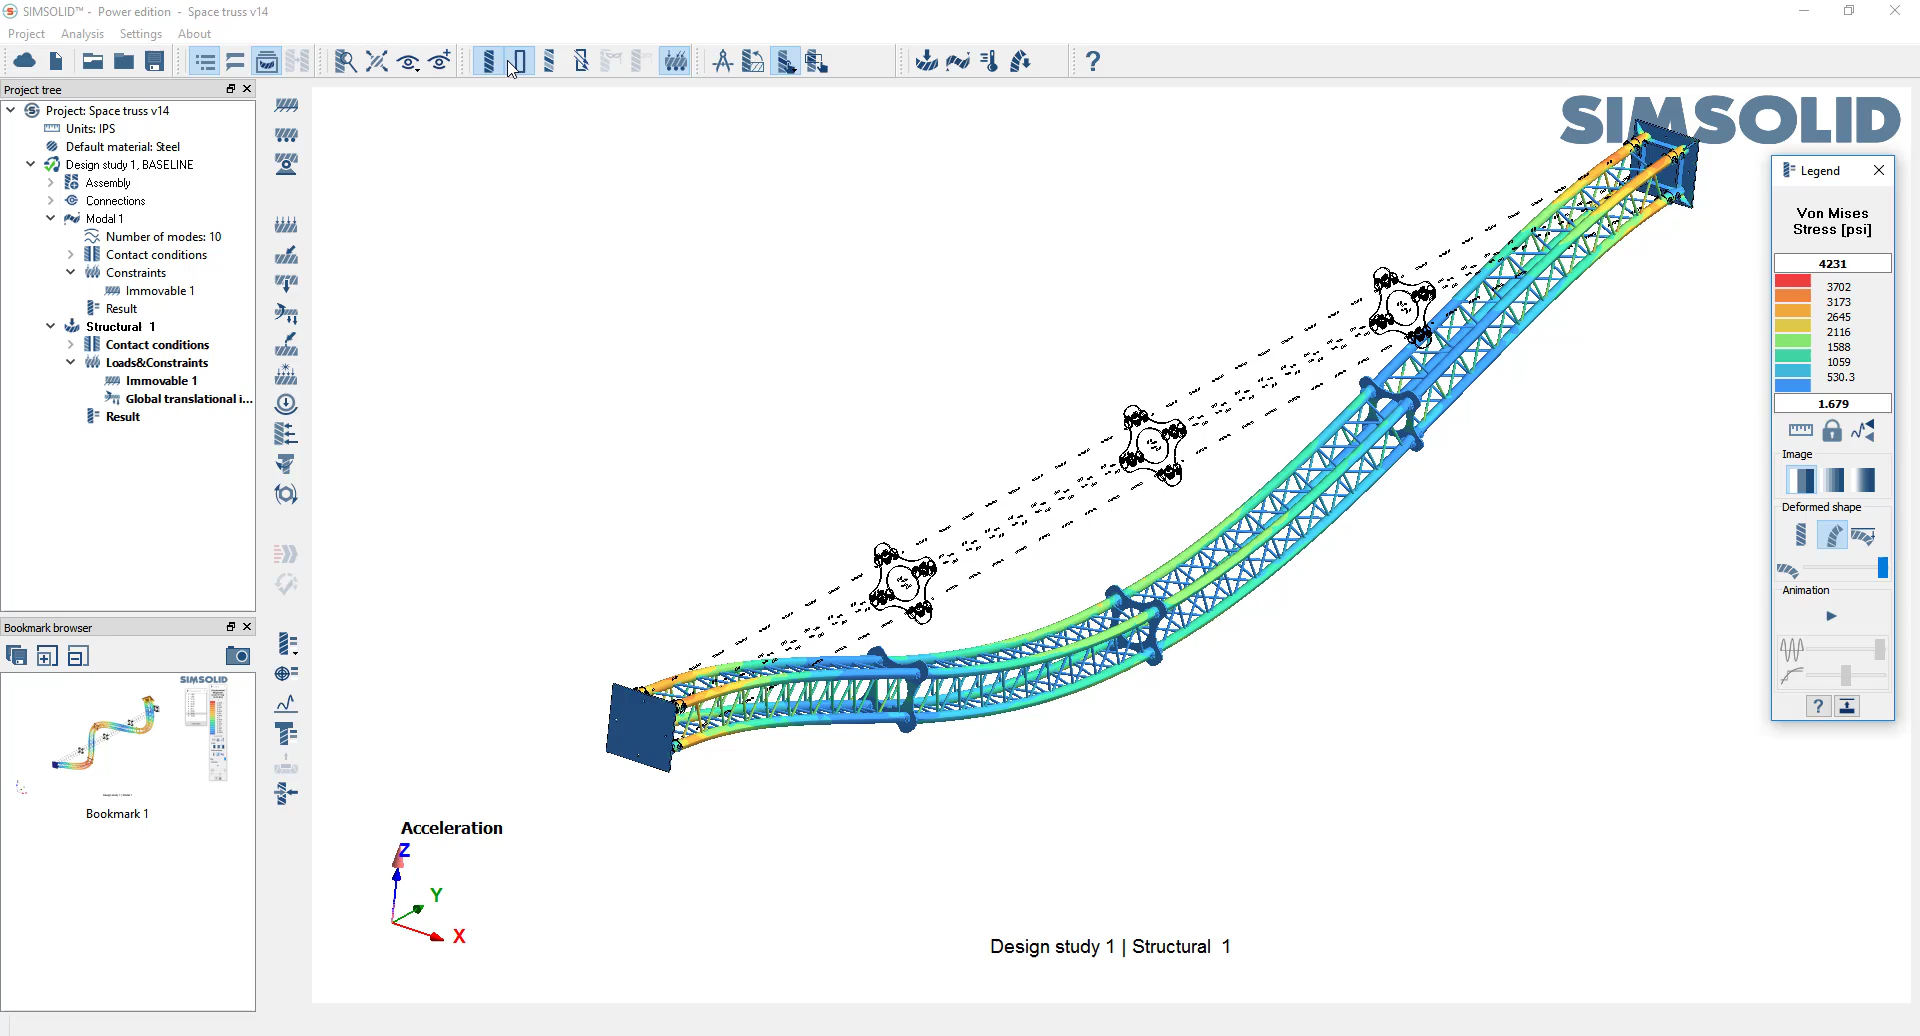 SIMSOLID™ - Power edition - Space truss v14
Project Analysis Settings About
Project tree
Project: Space truss v14
Units: IPS
Default material: Steel
Design study 1, BASELINE
Assembly
Connections
Modal 1
Number of modes: 10
Contact conditions
Constraints
Immovable 1
Result
Structural 1
Contact conditions
Loads&Constraints
Immovable 1
Global translational i...
Result
Bookmark browser
SIMSOLID
Bookmark 1
SIMSOLID
Legend
Von Mises
Stress [psi]
4231
3702
3173
2645
2116
1588
1059
530.3
1.679
Image
Deformed shape
Animation
Acceleration
Z
Y
X
Design study 1 | Structural 1